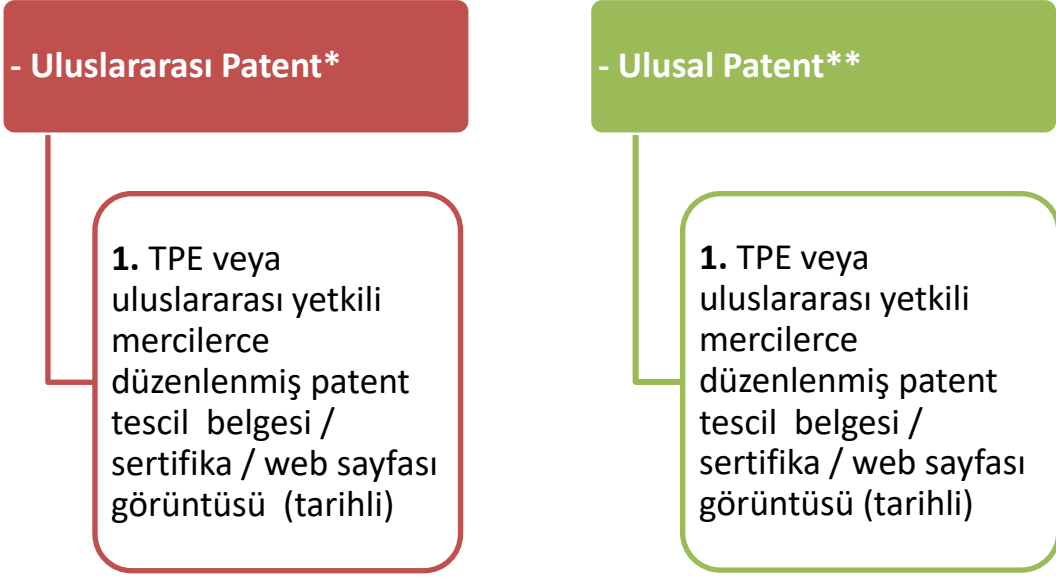 - Uluslararası Patent*
1. TPE veya
uluslararası yetkili
mercilerce
düzenlenmiş patent
tescil belgesi /
sertifika / web sayfası
görüntüsü (tarihli)
- Ulusal Patent**
1. TPE veya
uluslararası yetkili
mercilerce
düzenlenmiş patent
tescil belgesi /
sertifika / web sayfası
görüntüsü (tarihli)